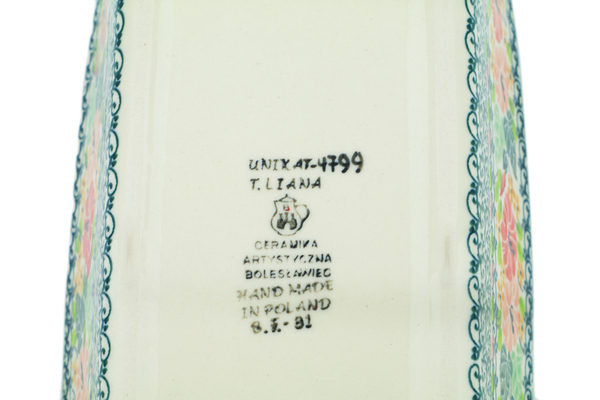 UNIKAT-4799
T. LIANA
CERAMIKA
ARTYSTYCZNA
BOLESŁAWIEC
HAND MADE
IN POLAND